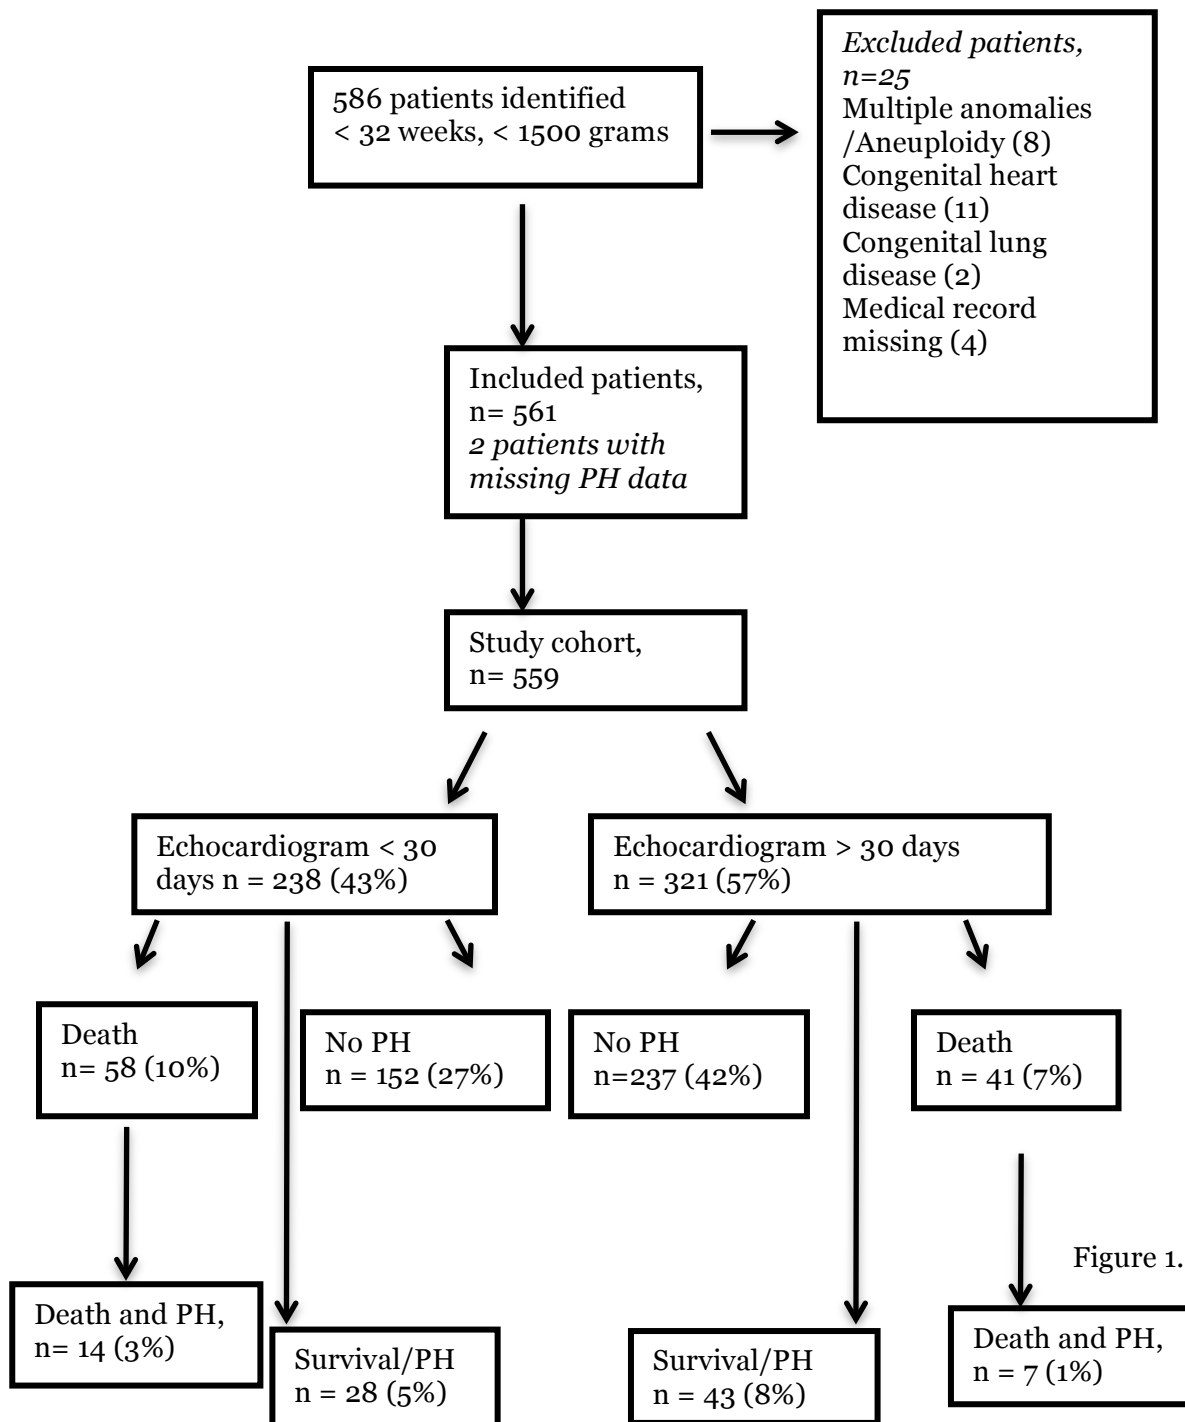 586 patients identified
< 32 weeks, < 1500 grams
Excluded patients,
n=25
Multiple anomalies
/Aneuploidy (8)
Congenital heart
disease (11)
Congenital lung
disease (2)
Medical record
missing (4)
Included patients,
n= 561
2 patients with
missing PH data
Study cohort,
n= 559
Echocardiogram < 30
days n = 238 (43%)
Echocardiogram > 30 days
n = 321 (57%)
Death
n= 58 (10%)
No PH
n = 152 (27%)
No PH
n=237 (42%)
Death
n = 41 (7%)
Figure 1.
Death and PH,
n= 14 (3%)
Survival/PH
n = 28 (5%)
Survival/PH
n = 43 (8%)
Death and PH,
n = 7 (1%)